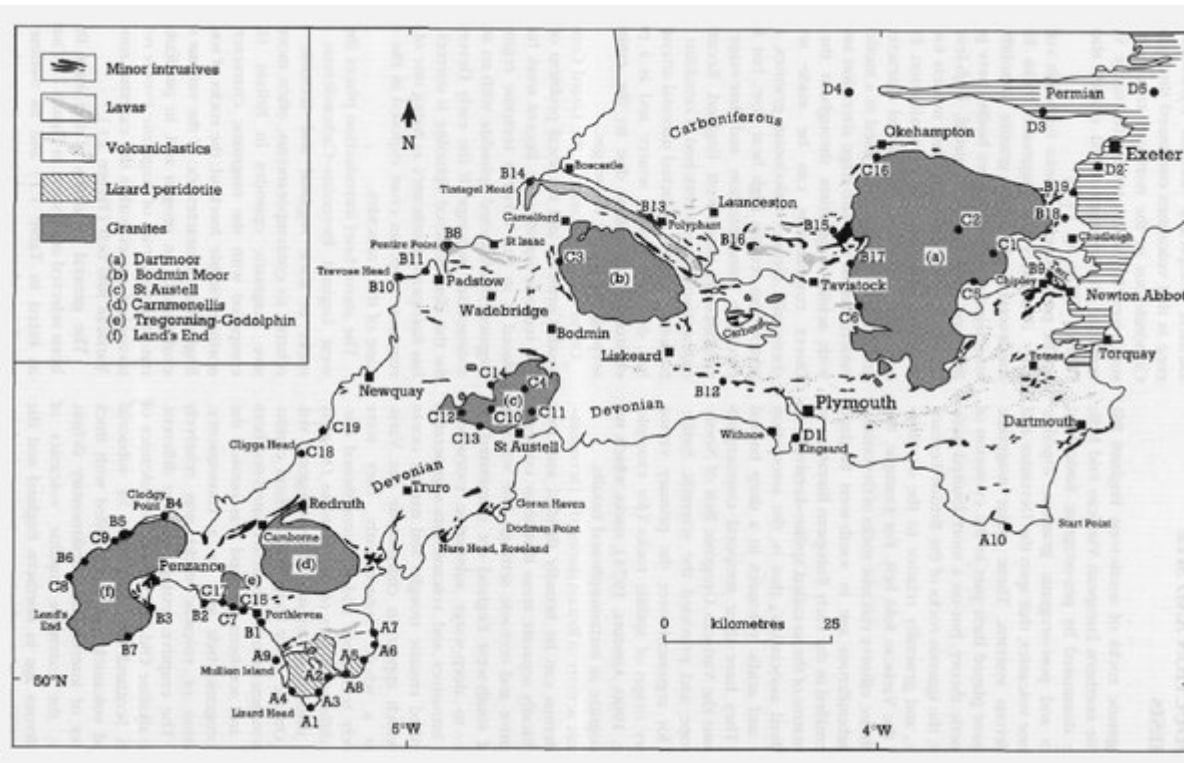 Minor intrusives
Lavas
Volcaniclastics
Lizard peridotite
Granites
(a) Dartmoor
(b) Bodmin Moor
(c) St Austell
(d) Carnmenellis
(e) Tregonning-Godolphin
(f) Land's End
N
Carboniferous
D4
Permian
D5
D3
Okehampton
Exeter
C16
D2
Boscastle
B14
Tintagel Head
B19
Launceston
B13
Camelford
Polyphant
C2
B18
B15
B8
Pentire Point
St Isaac
B16
Chudleigh
C1
C3
(b)
B17
(a)
Trevose Head
B11
B10
Padstow
Tavistock
C5
Chipley
B9
Newton Abbot
Wadebridge
C6
Bodmin
Carbonf
Liskeard
Torquay
Totnes
C14
C4
Newquay
(c)
B12
C12
C10
C11
Devonian
Plymouth
C13
St Austell
Withnoe
D1
Kingsand
Dartmouth
C19
Cligga Head
C18
Devonian
Truro
Clodgy Point
B4
Redruth
Goran Haven
Dodman Point
Start Point
A10
B5
C9
Camborne
Nare Head, Roseland
B6
Penzance
(d)
C8
(f)
C17
(e)
Land's End
B3
B2
C7
C15
Porthleven
B1
0 kilometres 25
B7
A7
A9
A5
A6
Mullion Island
A2
A8
50°N
A4
A3
Lizard Head
A1
5°W
4°W